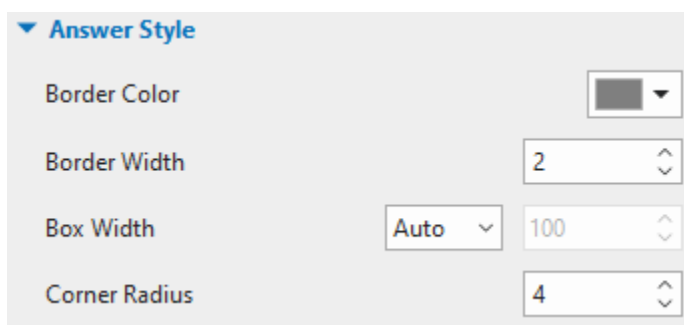 Answer Style
Border Color
Border Width 2
Box Width Auto 100
Corner Radius 4